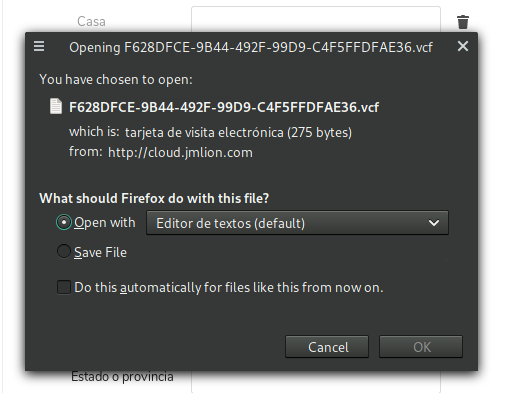 Casa
Opening F628DFCE-9B44-492F-99D9-C4F5FFDFAE36.vcf
You have chosen to open:
F628DFCE-9B44-492F-99D9-C4F5FFDFAE36.vcf
which is: tarjeta de visita electrónica (275 bytes)
from: http://cloud.jmlion.com
What should Firefox do with this file?
Open with Editor de textos (default)
Save File
Do this automatically for files like this from now on.
Cancel OK
Estado o provincia